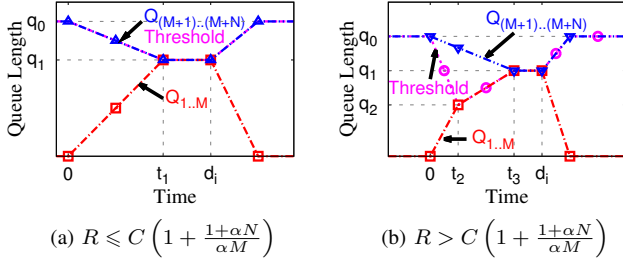 Queue Length
q₀
q₁
Q₍M+1₎..₍M+N₎
Threshold
Q₁..M
0
t₁
dᵢ
Time
(a) R ⩽ C (1 + (1+αN)/(αM))
Queue Length
q₀
q₁
q₂
Q₍M+1₎..₍M+N₎
Threshold
Q₁..M
0
t₂
t₃
dᵢ
Time
(b) R > C (1 + (1+αN)/(αM))